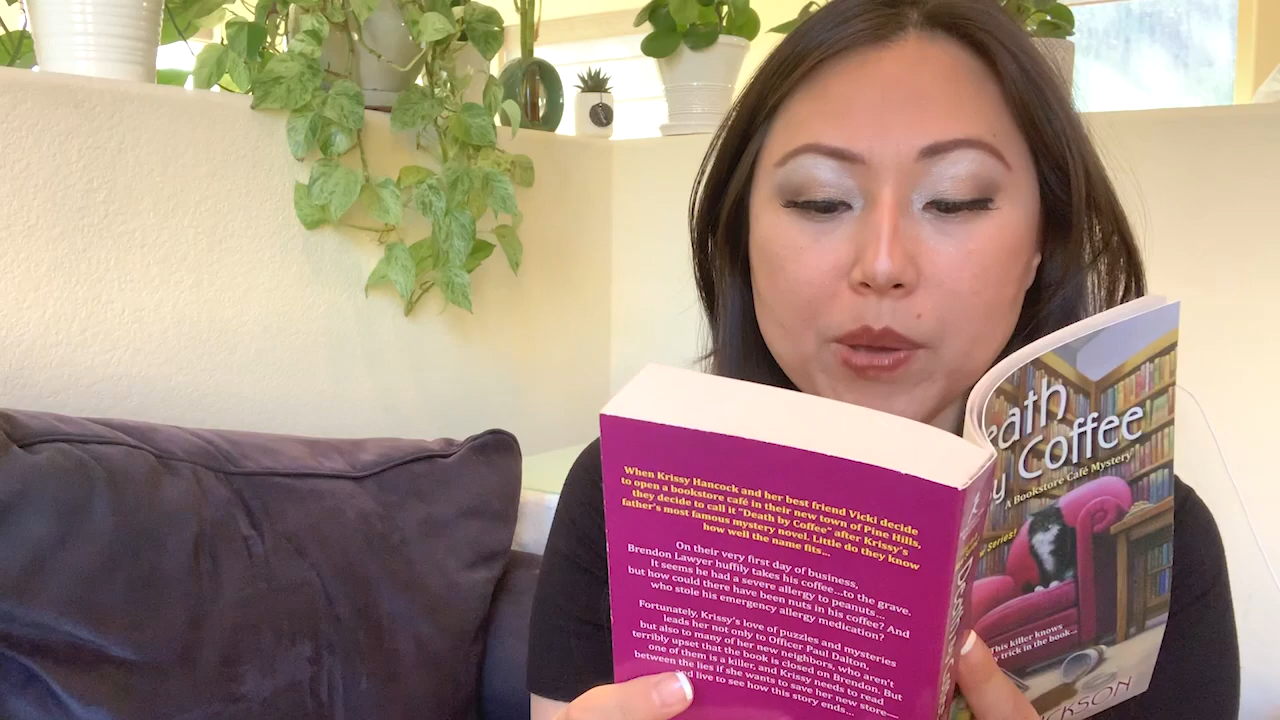 When Krissy Hancock and her best friend Vicki decide
to open a bookstore café in their new town of Pine Hills,
they decide to call it "Death by Coffee" after Krissy's
father's most famous mystery novel. Little do they know
how well the name fits...
On their very first day of business,
Brendon Lawyer huffily takes his coffee...to the grave.
It seems he had a severe allergy to peanuts...
but how could there have been nuts in his coffee? And
who stole his emergency allergy medication?
Fortunately, Krissy's love of puzzles and mysteries
leads her not only to Officer Paul Dalton,
but also to many of her new neighbors, who aren't
terribly upset that the book is closed on Brendon. But
one of them is a killer, and Krissy needs to read
between the lies if she wants to save her new store—
live to see how this story ends...
eath
by Coffee
A Bookstore Café Mystery
Series!
This killer knows
trick in the book...
CKSON